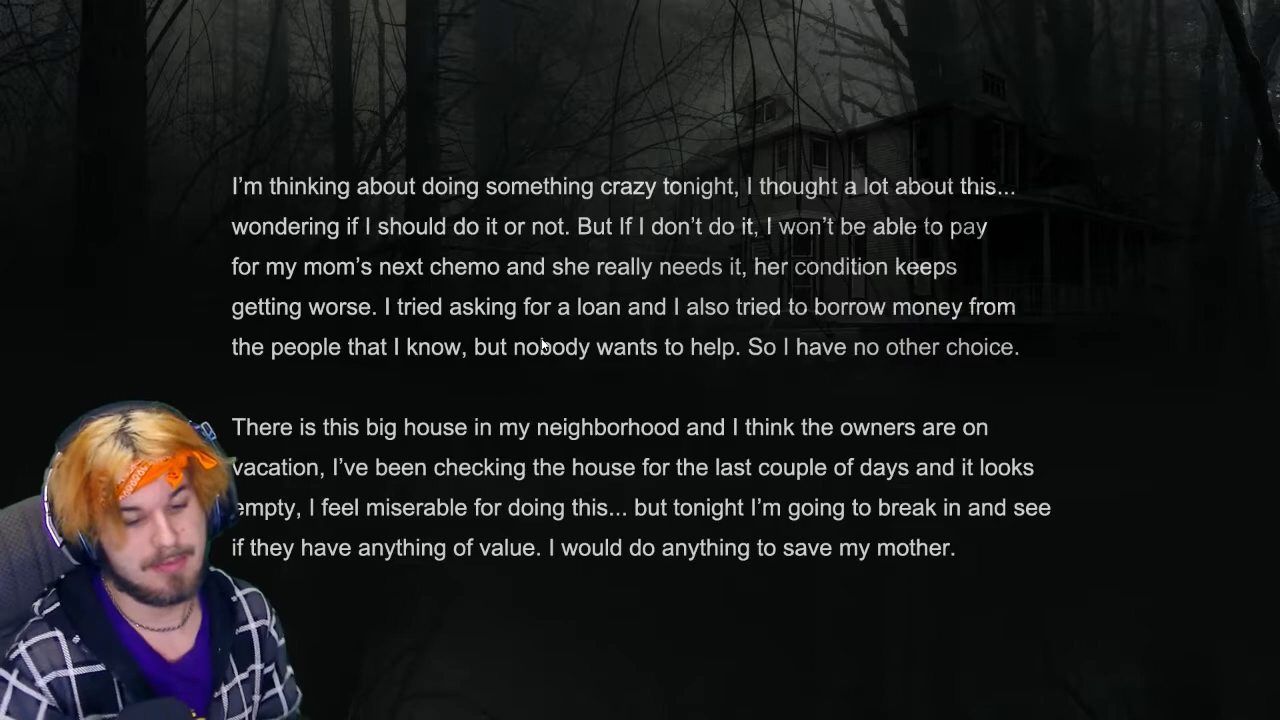 I'm thinking about doing something crazy tonight, I thought a lot about this...
wondering if I should do it or not. But If I don't do it, I won't be able to pay
for my mom's next chemo and she really needs it, her condition keeps
getting worse. I tried asking for a loan and I also tried to borrow money from
the people that I know, but nobody wants to help. So I have no other choice.
There is this big house in my neighborhood and I think the owners are on
vacation, I've been checking the house for the last couple of days and it looks
empty, I feel miserable for doing this... but tonight I'm going to break in and see
if they have anything of value. I would do anything to save my mother.